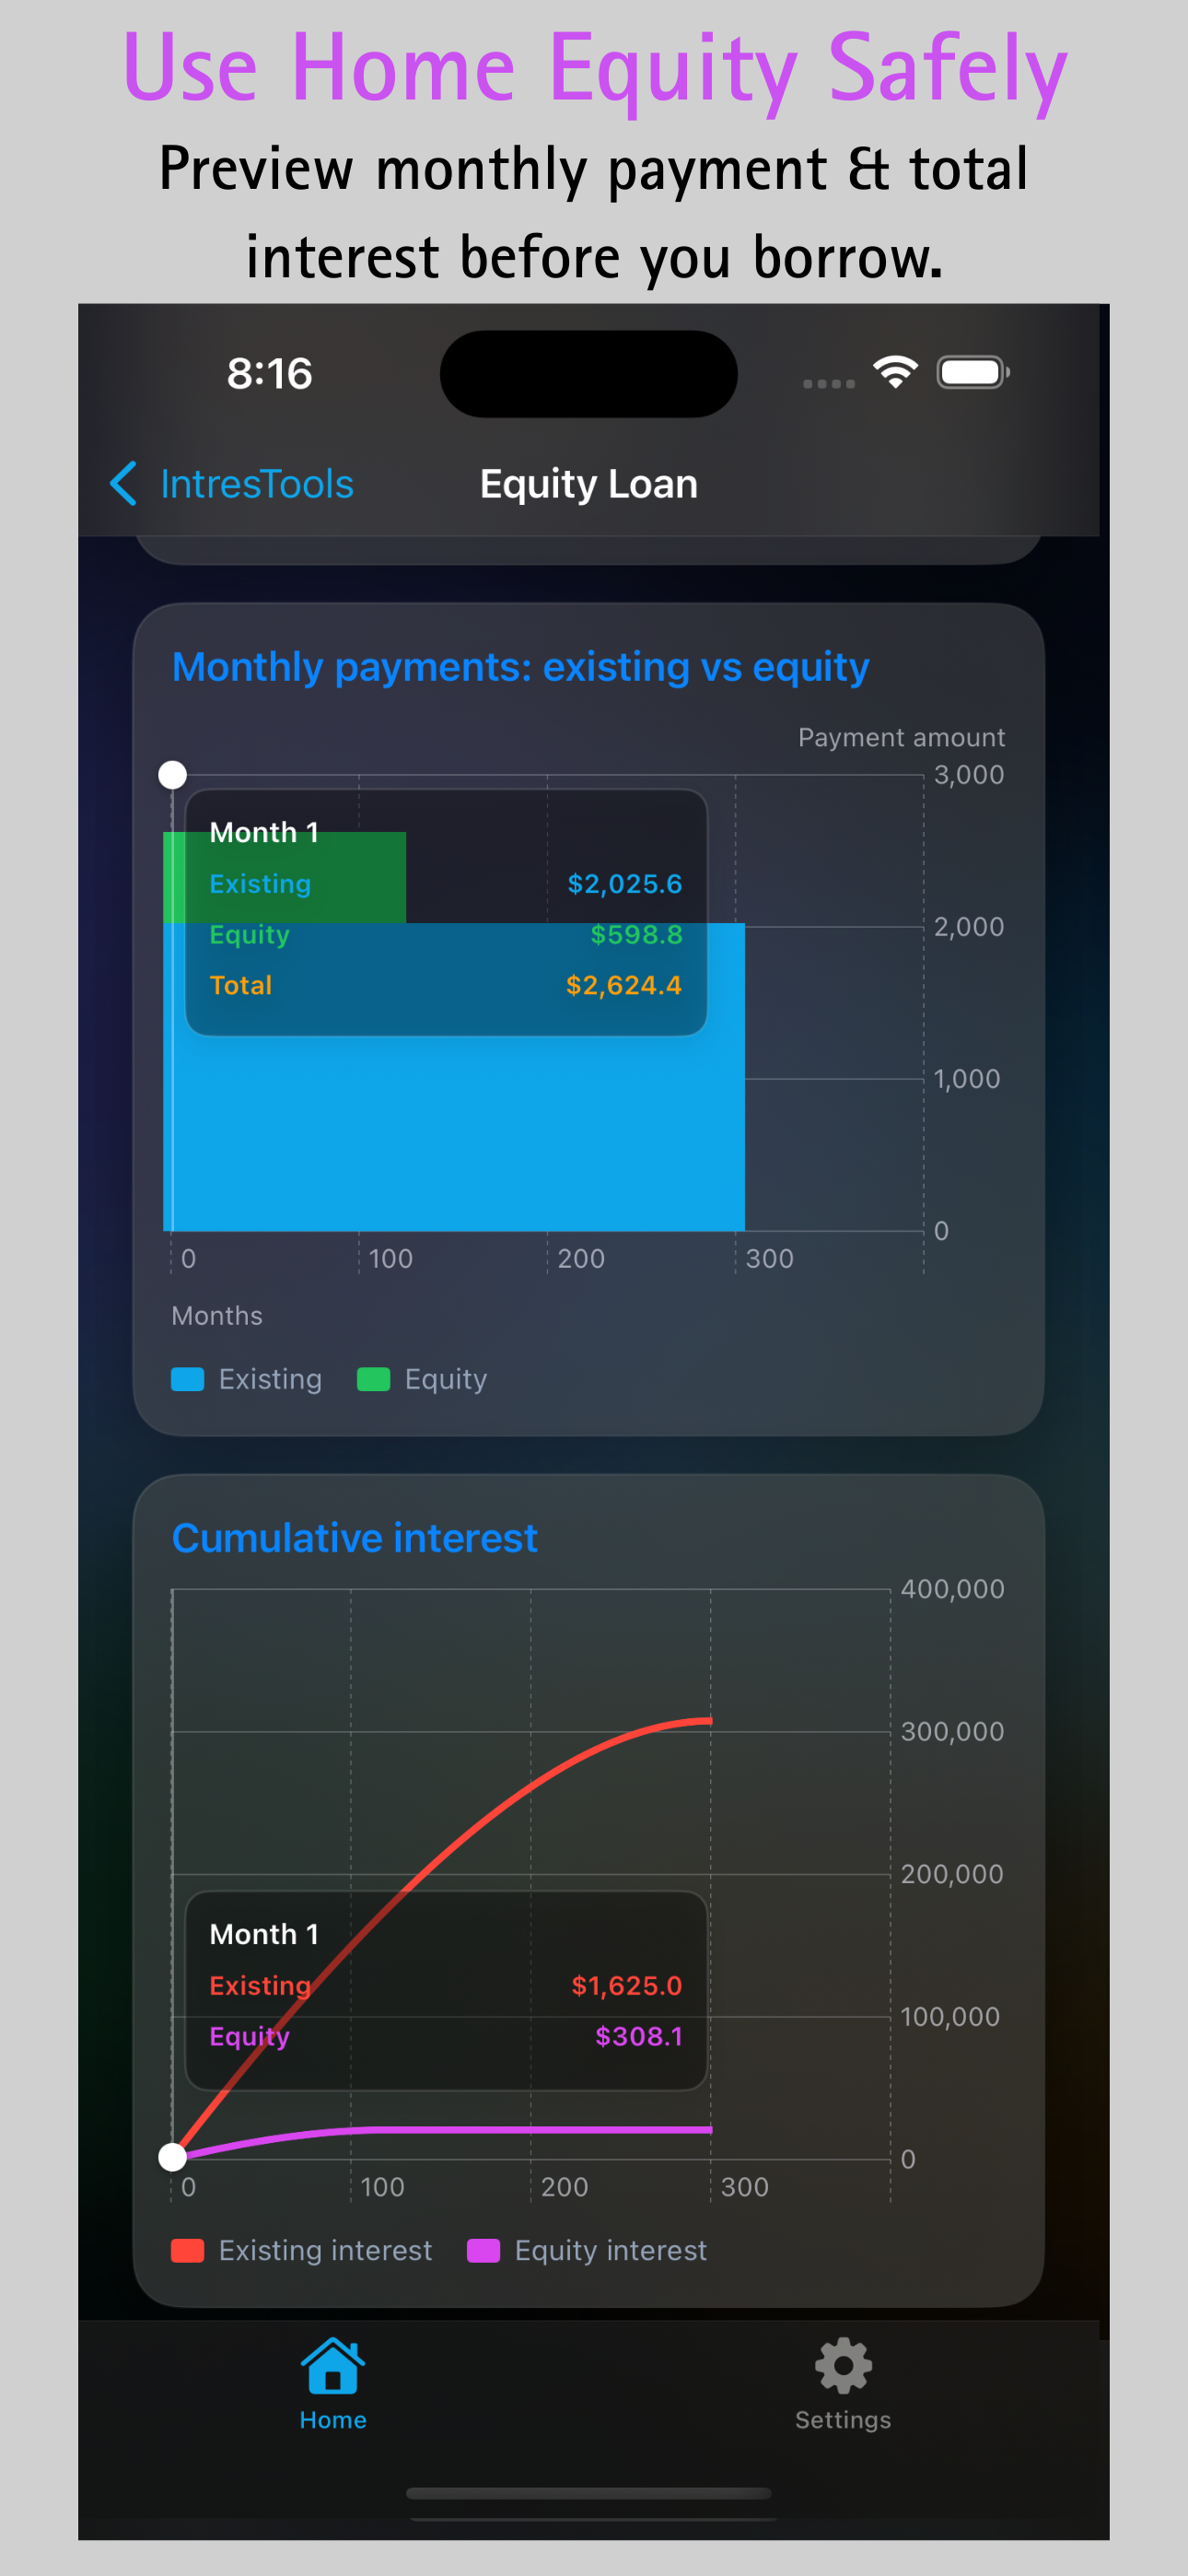 Use Home Equity Safely
Preview monthly payment & total
interest before you borrow.
8:16
IntresTools
Equity Loan
Monthly payments: existing vs equity
Payment amount
3,000
Month 1
Existing $2,025.6
2,000
Equity $598.8
Total $2,624.4
1,000
0
0 100 200 300
Months
Existing Equity
Cumulative interest
400,000
300,000
200,000
Month 1
Existing $1,625.0
100,000
Equity $308.1
0
0 100 200 300
Existing interest Equity interest
Home Settings